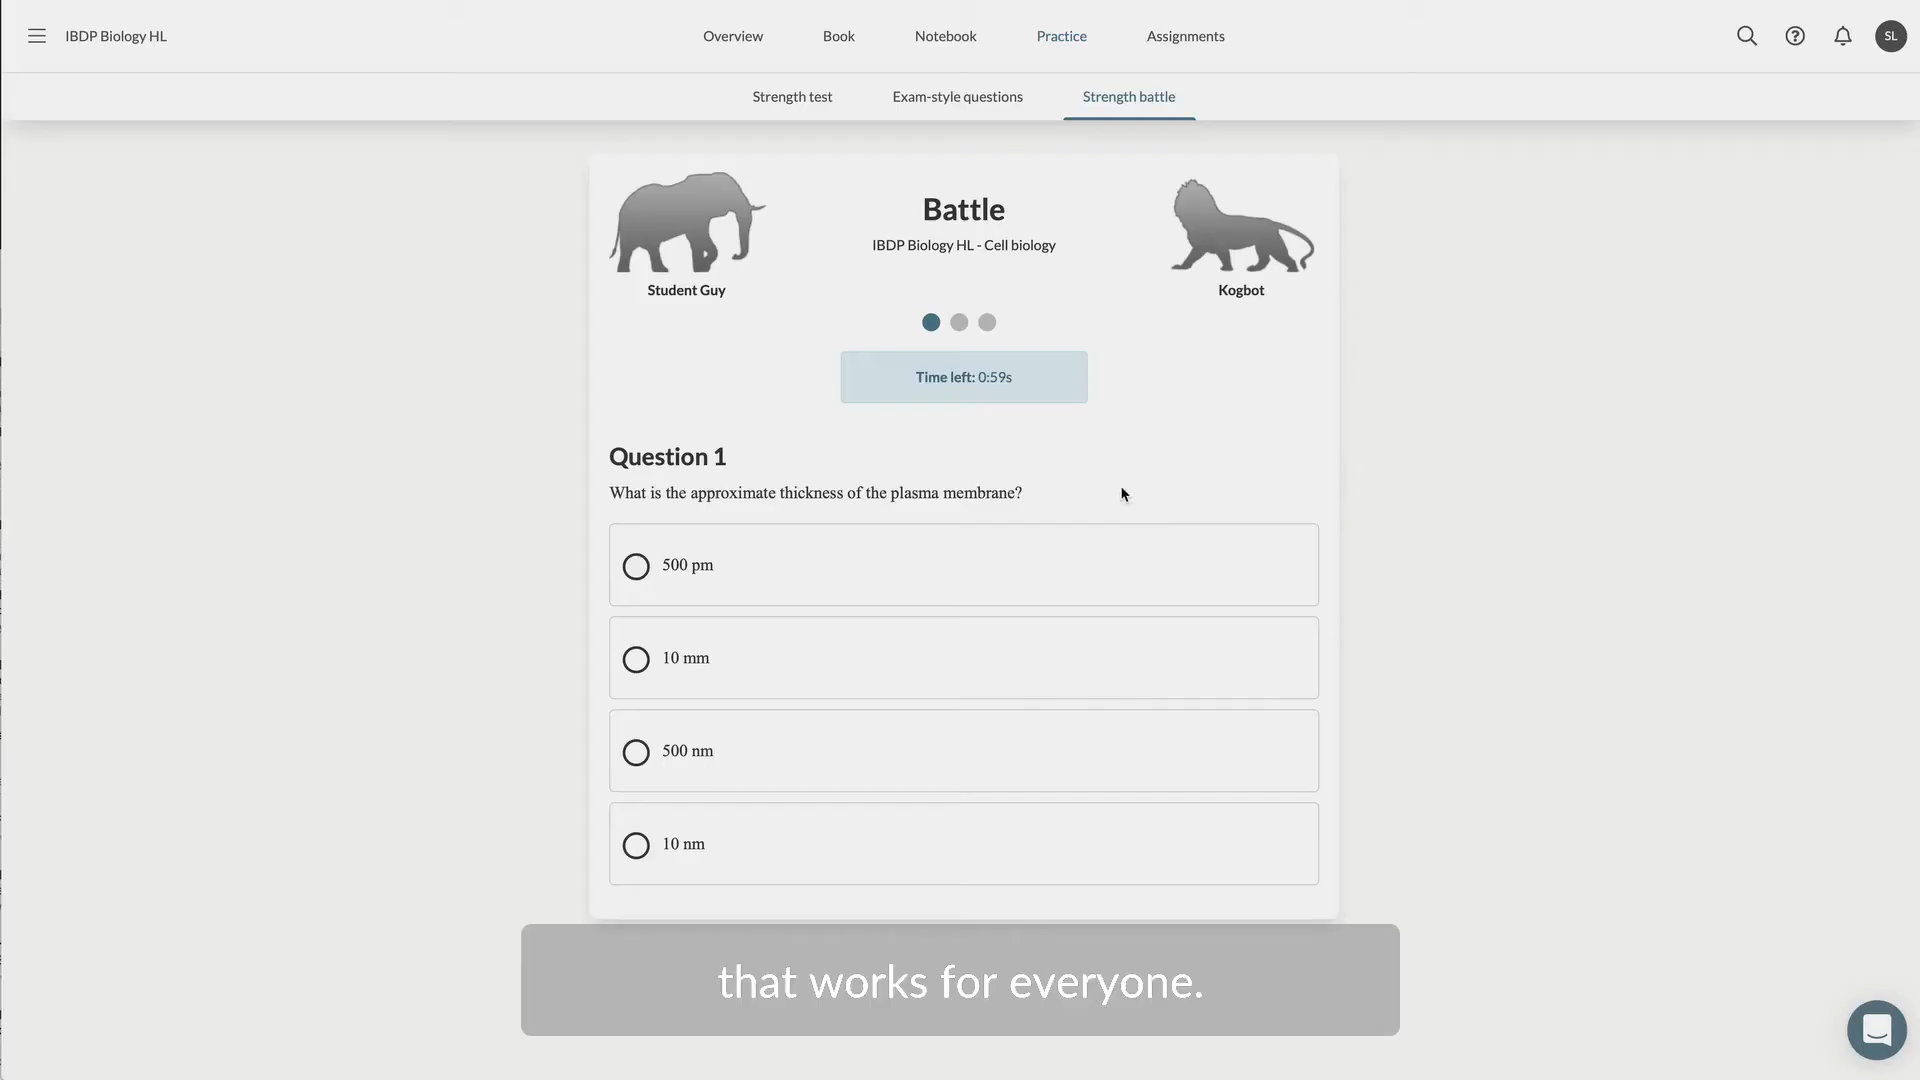 IBDP Biology HL
Overview
Book
Notebook
Practice
Assignments
SL
Strength test
Exam-style questions
Strength battle
Battle
IBDP Biology HL - Cell biology
Student Guy
Kogbot
Time left: 0:59s
Question 1
What is the approximate thickness of the plasma membrane?
500 pm
10 mm
500 nm
10 nm
that works for everyone.